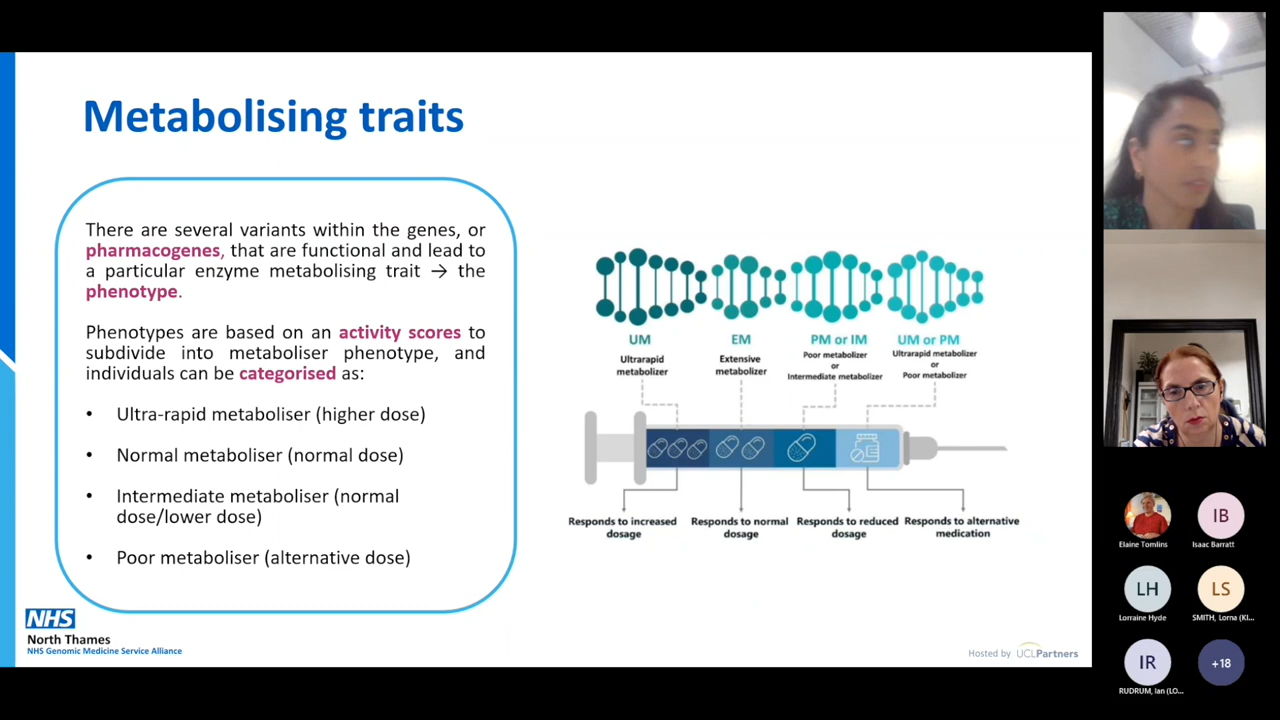 Metabolising traits
There are several variants within the genes, or
pharmacogenes, that are functional and lead to
a particular enzyme metabolising trait → the
phenotype.
Phenotypes are based on an activity scores to
subdivide into metaboliser phenotype, and
individuals can be categorised as:
• Ultra-rapid metaboliser (higher dose)
• Normal metaboliser (normal dose)
• Intermediate metaboliser (normal
dose/lower dose)
• Poor metaboliser (alternative dose)
UM
Ultrarapid
metabolizer
EM
Extensive
metabolizer
PM or IM
Poor metabolizer
or
Intermediate metabolizer
UM or PM
Ultrarapid metabolizer
or
Poor metabolizer
Responds to increased
dosage
Responds to normal
dosage
Responds to reduced
dosage
Responds to alternative
medication
NHS
North Thames
NHS Genomic Medicine Service Alliance
Hosted by UCLPartners
Elaine Tomlins
IB
Isaac Barratt
LH
Lorraine Hyde
LS
SMITH, Lorna (KI...
IR
RUDRUM, Ian (LO...
+18